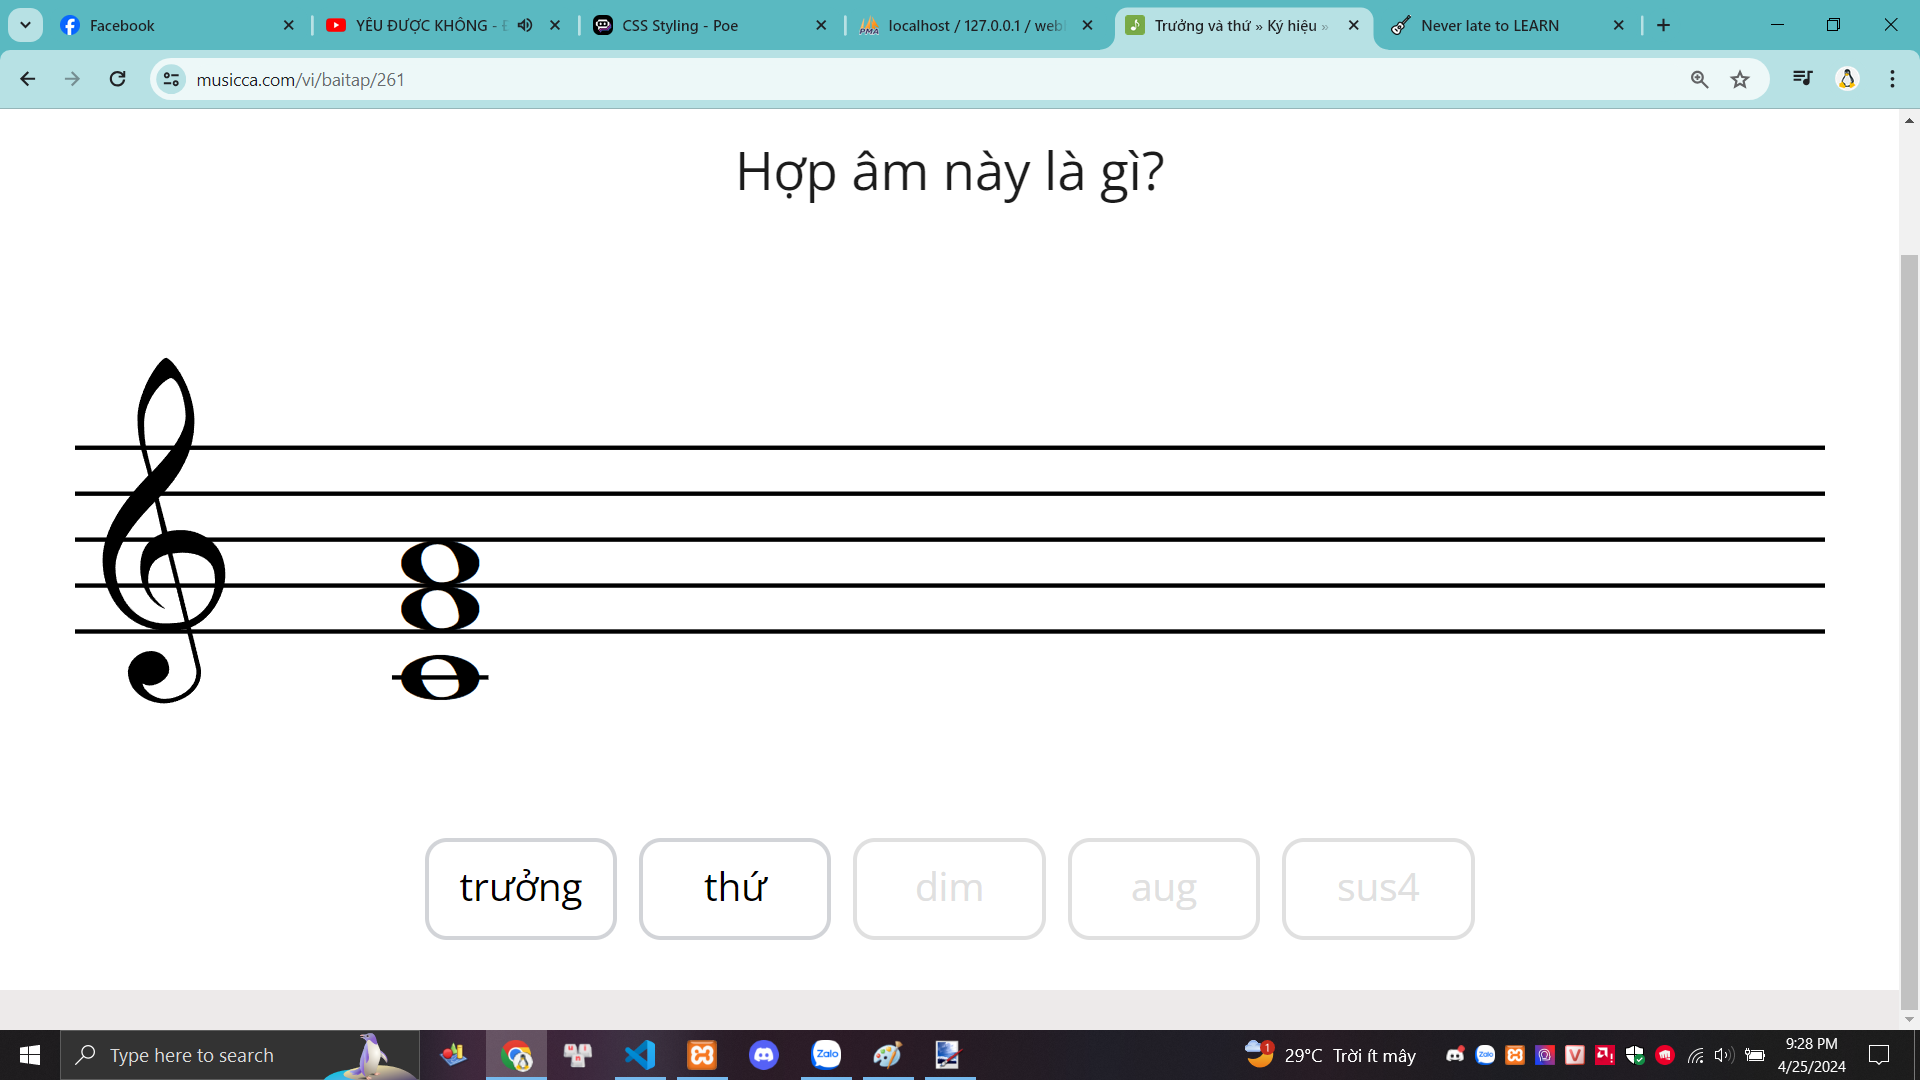 Facebook
YÊU ĐƯỢC KHÔNG -
CSS Styling - Poe
localhost / 127.0.0.1 / web
Trưởng và thứ » Ký hiệu »
Never late to LEARN
musicca.com/vi/baitap/261
Hợp âm này là gì?
trưởng
thứ
dim
aug
sus4
Type here to search
Zalo
1
29°C Trời ít mây
9:28 PM
4/25/2024